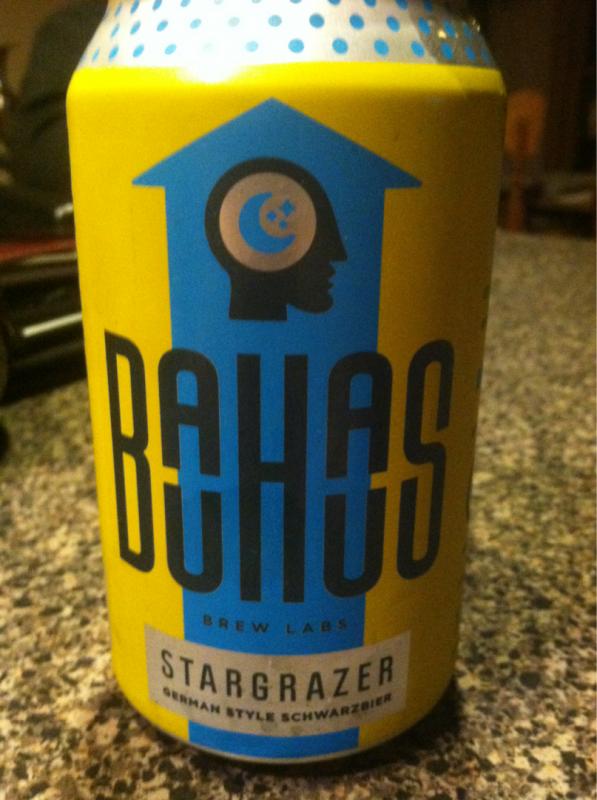 BAUHAUS
BREW LABS
STARGRAZER
GERMAN STYLE SCHWARZBIER